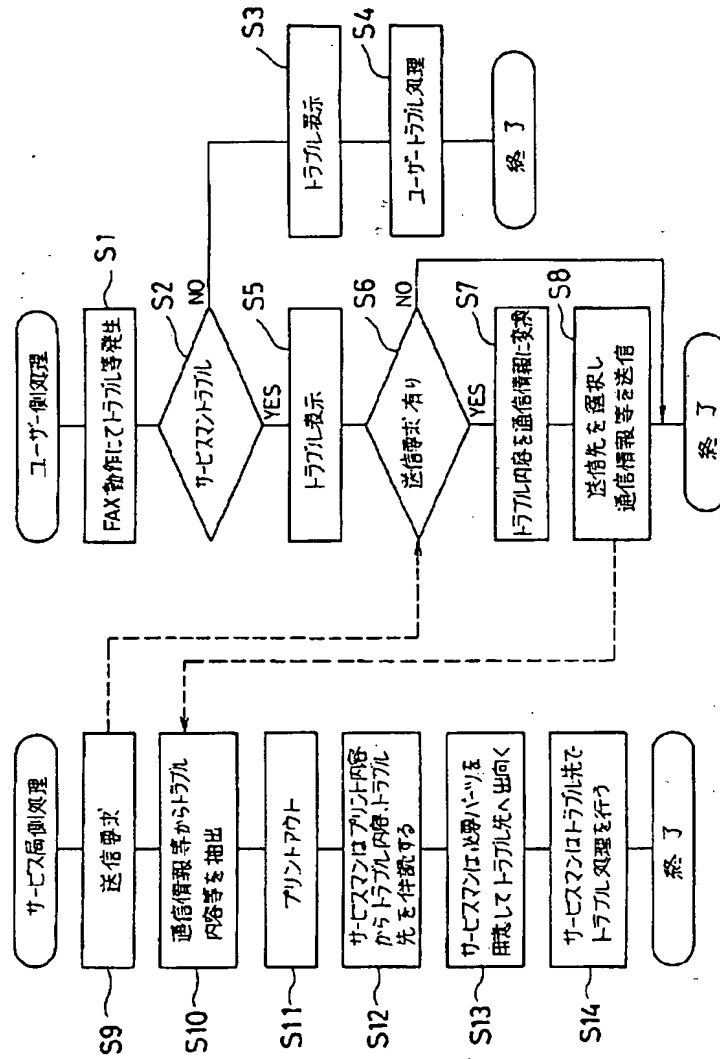 ユーザー側処理
FAX動作にてトラブル等発生
S1
サービスマントラブル
S2
NO
YES
トラブル表示
S3
ユーザートラブル処理
S4
終了
トラブル表示
S5
送信要求有り
S6
NO
YES
トラブル内容を通信情報に変換
S7
送信先を選択し
通信情報等を送信
S8
終了
サービス局側処理
送信要求
S9
通信情報等からトラブル
内容等を抽出
S10
プリントアウト
S11
サービスマンはプリント内容
からトラブル内容、トラブル
先を確認する
S12
サービスマンは必要パーツを
用意してトラブル先へ出向く
S13
サービスマンはトラブル先で
トラブル処理を行う
S14
終了